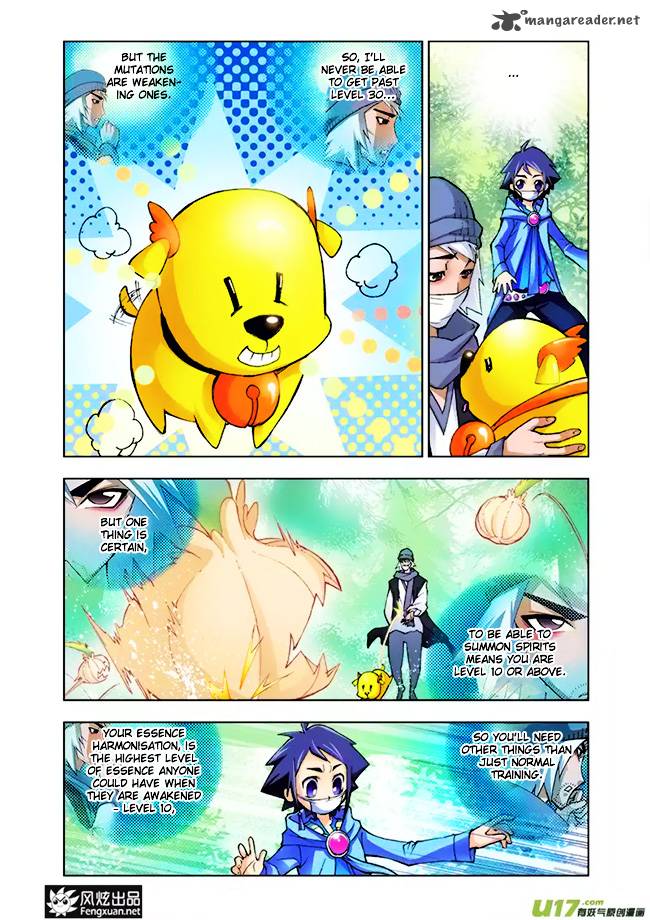 mangareader.net
BUT THE
MUTATIONS
ARE WEAKEN-
ING ONES.
SO, I'LL
NEVER BE ABLE
TO GET PAST
LEVEL 30...
...
BUT ONE
THING IS
CERTAIN,
TO BE ABLE TO
SUMMON SPIRITS
MEANS YOU ARE
LEVEL 10 OR ABOVE.
YOUR ESSENCE
HARMONISATION, IS
THE HIGHEST LEVEL
OF ESSENCE ANYONE
COULD HAVE WHEN
THEY ARE AWAKENED
- LEVEL 10,
SO YOU'LL NEED
OTHER THINGS THAN
JUST NORMAL
TRAINING.
风炫出品
Fengxuan.net
U17.com
有妖气原创漫画